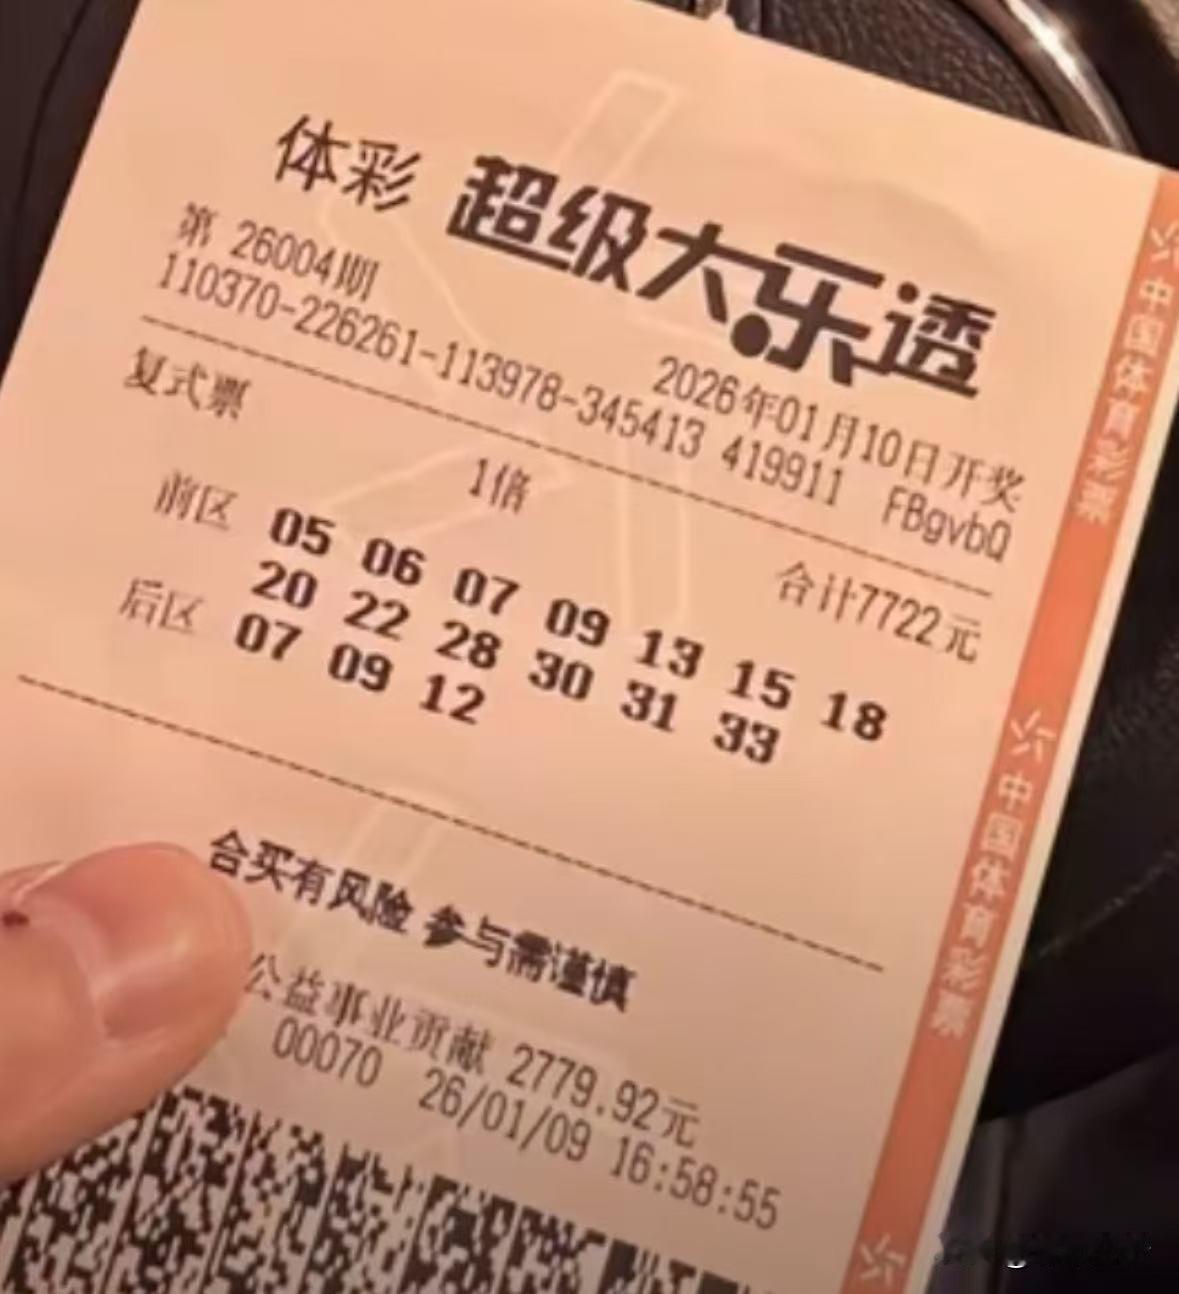 体彩 超级大乐透
第 26004期
2026年01月10日开奖
110370-226261-113978-345413 419911 FBgvbQ
复式票
1倍
合计7722元
前区 05 06 07 09 13 15 18
20 22 28 30 31 33
后区 07 09 12
合买有风险 参与需谨慎
公益事业贡献 2779.92元
00070 26/01/09 16:58:55
中国体育彩票
中国体育彩票